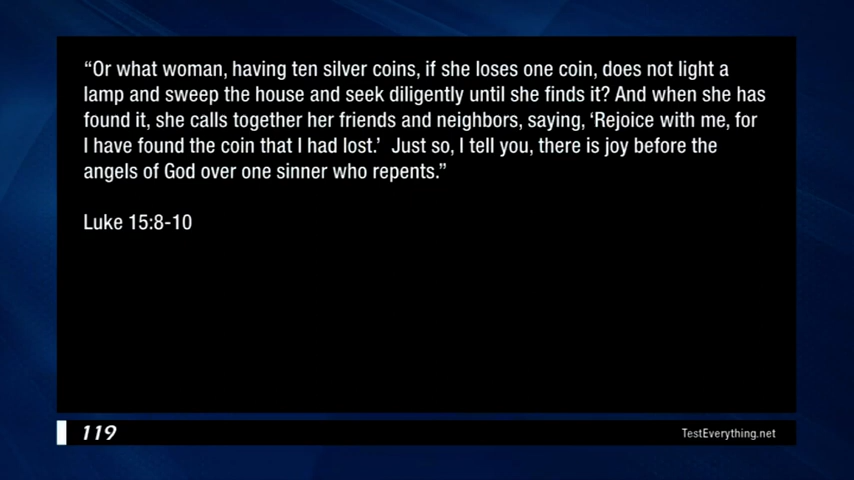 “Or what woman, having ten silver coins, if she loses one coin, does not light a
lamp and sweep the house and seek diligently until she finds it? And when she has
found it, she calls together her friends and neighbors, saying, ‘Rejoice with me, for
I have found the coin that I had lost.’  Just so, I tell you, there is joy before the
angels of God over one sinner who repents.”
Luke 15:8-10
119
TestEverything.net